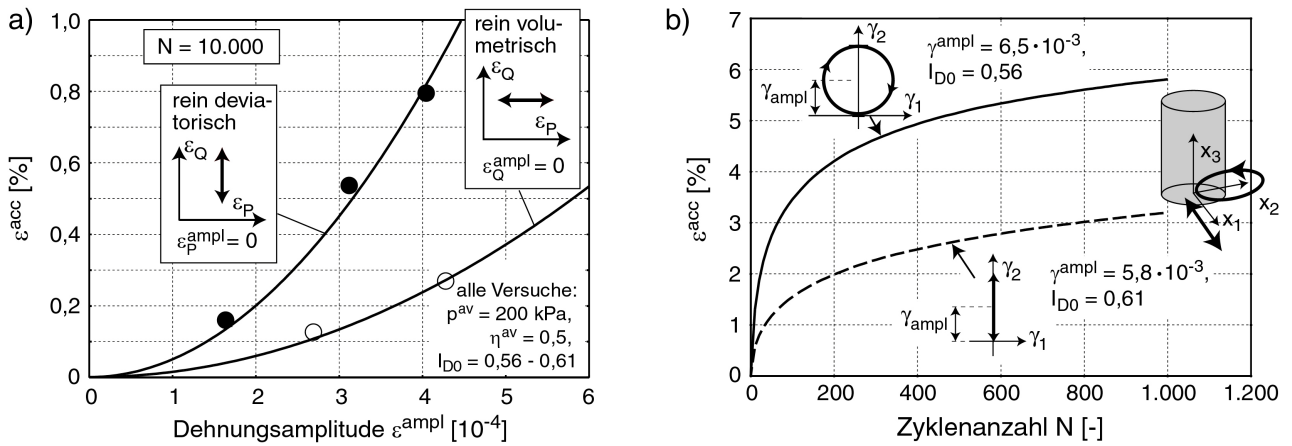 a)
1,0
0,8
0,6
0,4
0,2
0
ε^acc [%]
N = 10.000
rein devia-
torisch
ε_Q
ε_P
ε_P^ampl = 0
rein volu-
metrisch
ε_Q
ε_P
ε_Q^ampl = 0
alle Versuche:
p^av = 200 kPa,
η^av = 0,5,
I_D0 = 0,56 - 0,61
0 1 2 3 4 5 6
Dehnungsamplitude ε^ampl [10^-4]
b)
7
6
5
4
3
2
1
0
ε^acc [%]
γ_2
γ_ampl
γ_1
γ^ampl = 6,5·10^-3,
I_D0 = 0,56
x_3
x_2
x_1
γ^ampl = 5,8·10^-3,
I_D0 = 0,61
γ_2
γ_ampl
γ_1
0 200 400 600 800 1.000 1.200
Zyklenanzahl N [-]